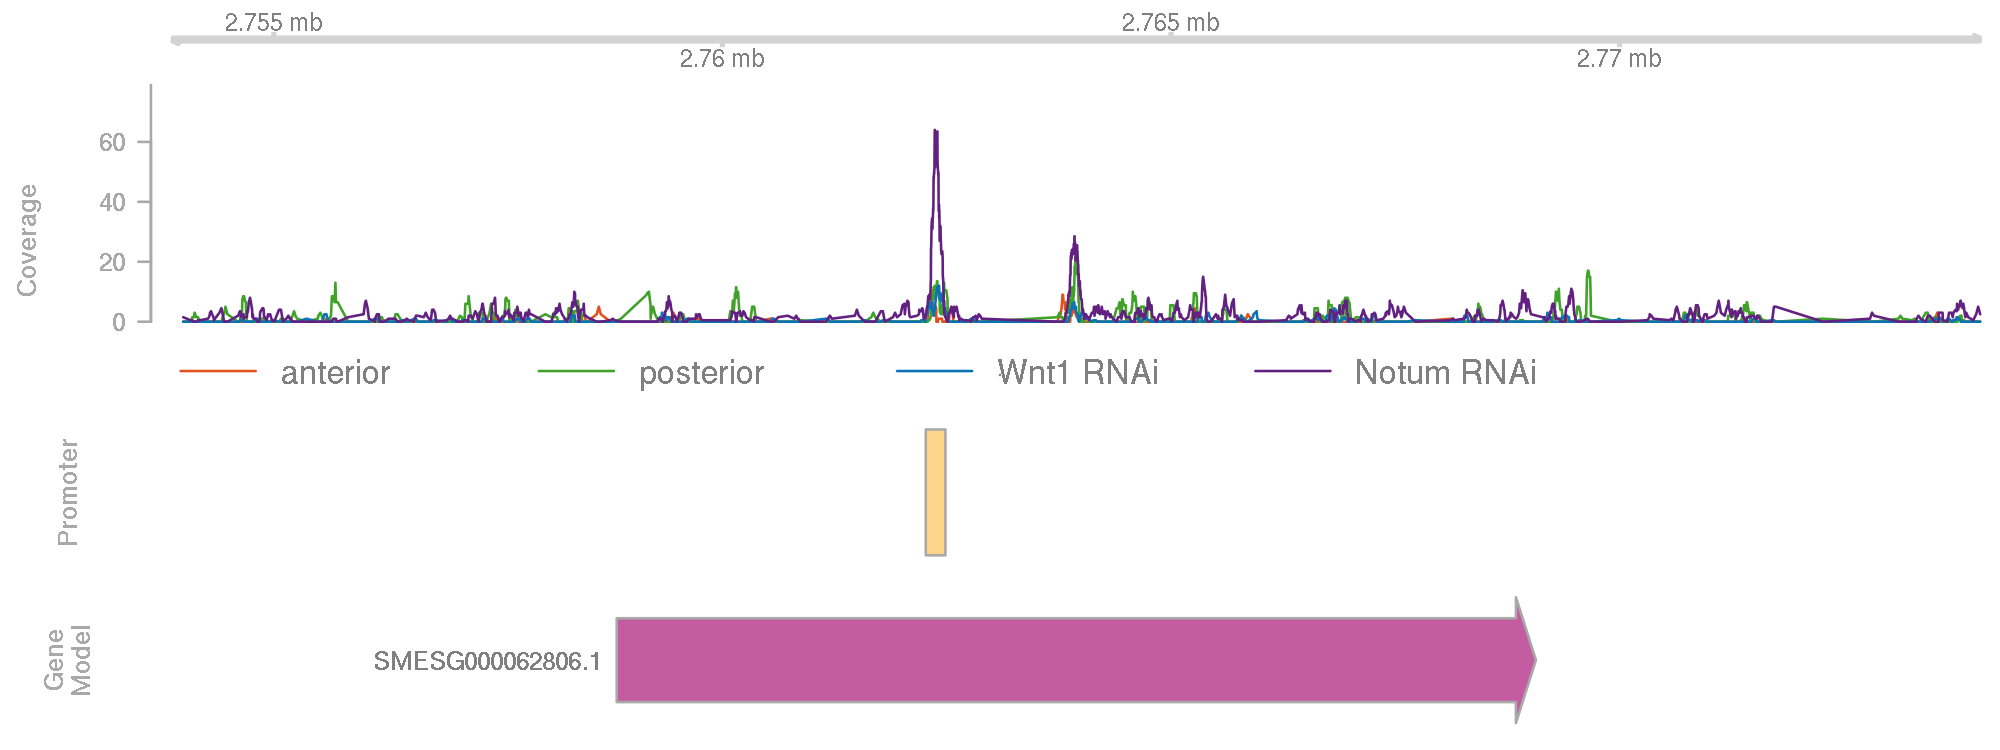 2.755 mb
2.765 mb
2.76 mb
2.77 mb
Coverage
60
40
20
0
anterior
posterior
Wnt1 RNAi
Notum RNAi
Promoter
Gene
Model
SMESG000062806.1